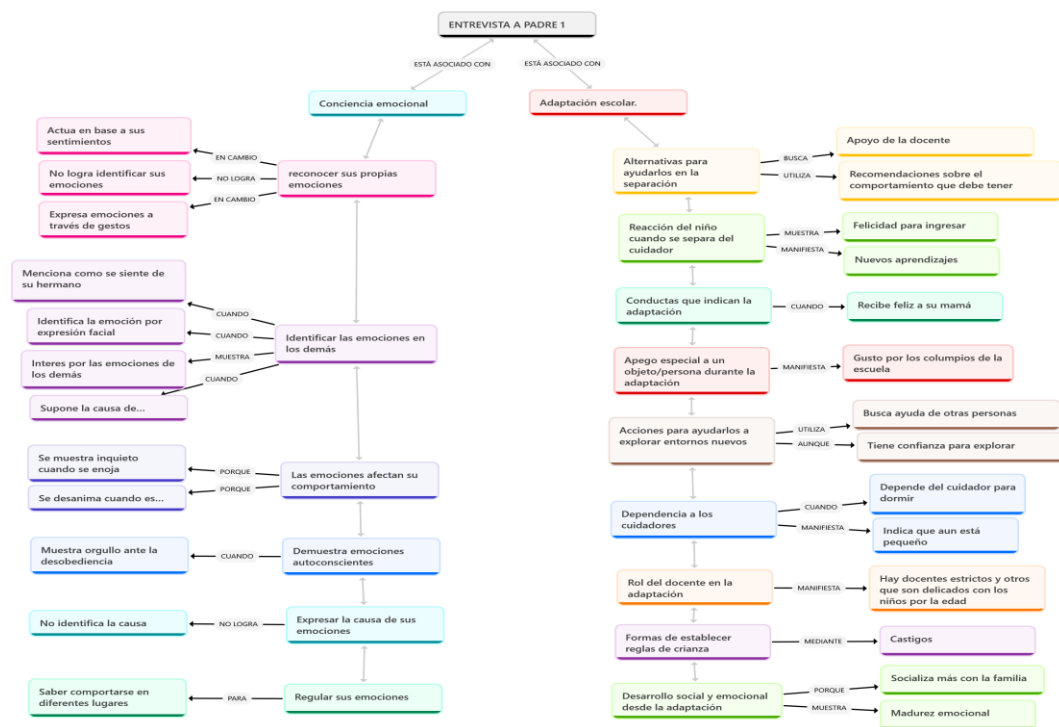 ENTREVISTA A PADRE 1
ESTÁ ASOCIADO CON
ESTÁ ASOCIADO CON
Conciencia emocional
Adaptación escolar.
Actua en base a sus
sentimientos
EN CAMBIO
No logra identificar sus
emociones
NO LOGRA
reconocer sus propias
emociones
Expresa emociones a
través de gestos
EN CAMBIO
Menciona como se siente de
su hermano
CUANDO
Identifica la emoción por
expresión facial
CUANDO
Identificar las emociones en
los demás
Interes por las emociones de
los demás
MUESTRA
CUANDO
Supone la causa de...
Se muestra inquieto
cuando se enoja
PORQUE
Las emociones afectan su
comportamiento
Se desanima cuando es...
PORQUE
Muestra orgullo ante la
desobediencia
CUANDO
Demuestra emociones
autoconscientes
No identifica la causa
NO LOGRA
Expresar la causa de sus
emociones
Saber comportarse en
diferentes lugares
PARA
Regular sus emociones
Alternativas para
ayudarlos en la
separación
BUSCA
Apoyo de la docente
UTILIZA
Recomendaciones sobre el
comportamiento que debe tener
Reacción del niño
cuando se separa del
cuidador
MUESTRA
Felicidad para ingresar
MANIFIESTA
Nuevos aprendizajes
Conductas que indican la
adaptación
CUANDO
Recibe feliz a su mamá
Apego especial a un
objeto/persona durante la
adaptación
MANIFIESTA
Gusto por los columpios de la
escuela
Acciones para ayudarlos a
explorar entornos nuevos
UTILIZA
Busca ayuda de otras personas
AUNQUE
Tiene confianza para explorar
Dependencia a los
cuidadores
CUANDO
Depende del cuidador para
dormir
MANIFIESTA
Indica que aun está
pequeño
Rol del docente en la
adaptación
MANIFIESTA
Hay docentes estrictos y otros
que son delicados con los
niños por la edad
Formas de establecer
reglas de crianza
MEDIANTE
Castigos
Desarrollo social y emocional
desde la adaptación
PORQUE
Socializa más con la familia
MUESTRA
Madurez emocional